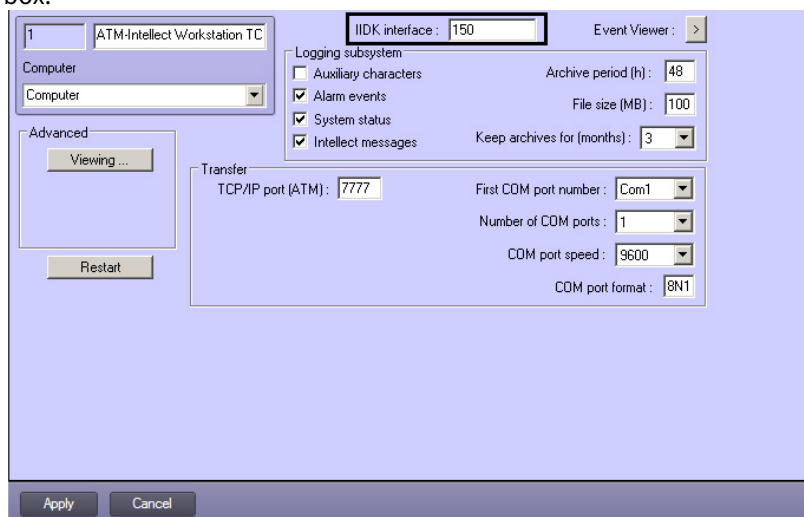 box.
1 ATM-Intellect Workstation TC IIDK interface : 150 Event Viewer : >
Computer
Computer
Logging subsystem
Auxiliary characters Archive period (h) : 48
Alarm events File size (MB) : 100
System status
Intellect messages Keep archives for (months) : 3
Advanced
Viewing ...
Restart
Transfer
TCP/IP port (ATM) : 7777 First COM port number : Com1
Number of COM ports : 1
COM port speed : 9600
COM port format : 8N1
Apply Cancel